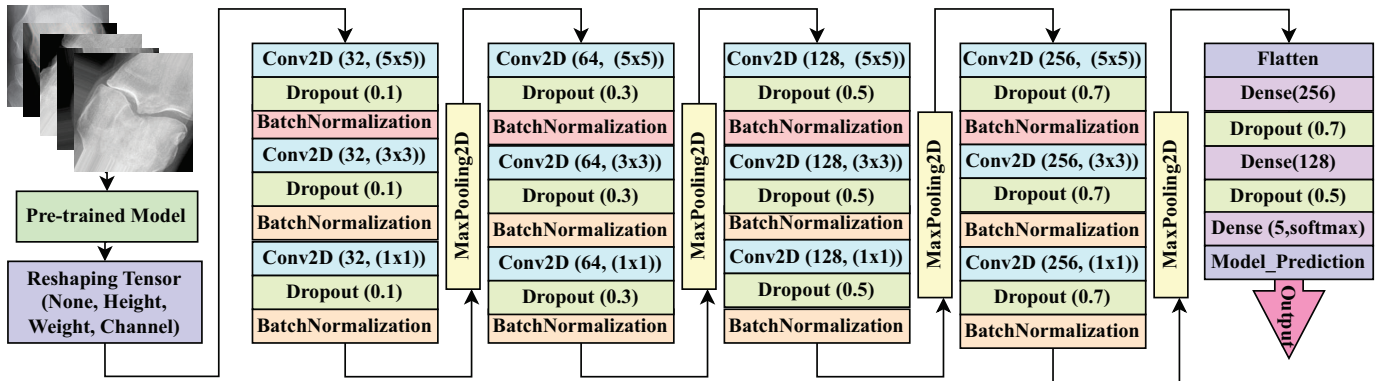 Pre-trained Model
Reshaping Tensor
(None, Height,
Weight, Channel)
Conv2D (32, (5x5))
Dropout (0.1)
BatchNormalization
Conv2D (32, (3x3))
Dropout (0.1)
BatchNormalization
Conv2D (32, (1x1))
Dropout (0.1)
BatchNormalization
MaxPooling2D
Conv2D (64, (5x5))
Dropout (0.3)
BatchNormalization
Conv2D (64, (3x3))
Dropout (0.3)
BatchNormalization
Conv2D (64, (1x1))
Dropout (0.3)
BatchNormalization
MaxPooling2D
Conv2D (128, (5x5))
Dropout (0.5)
BatchNormalization
Conv2D (128, (3x3))
Dropout (0.5)
BatchNormalization
Conv2D (128, (1x1))
Dropout (0.5)
BatchNormalization
MaxPooling2D
Conv2D (256, (5x5))
Dropout (0.7)
BatchNormalization
Conv2D (256, (3x3))
Dropout (0.7)
BatchNormalization
Conv2D (256, (1x1))
Dropout (0.7)
BatchNormalization
MaxPooling2D
Flatten
Dense(256)
Dropout (0.7)
Dense(128)
Dropout (0.5)
Dense (5,softmax)
Model_Prediction
Output